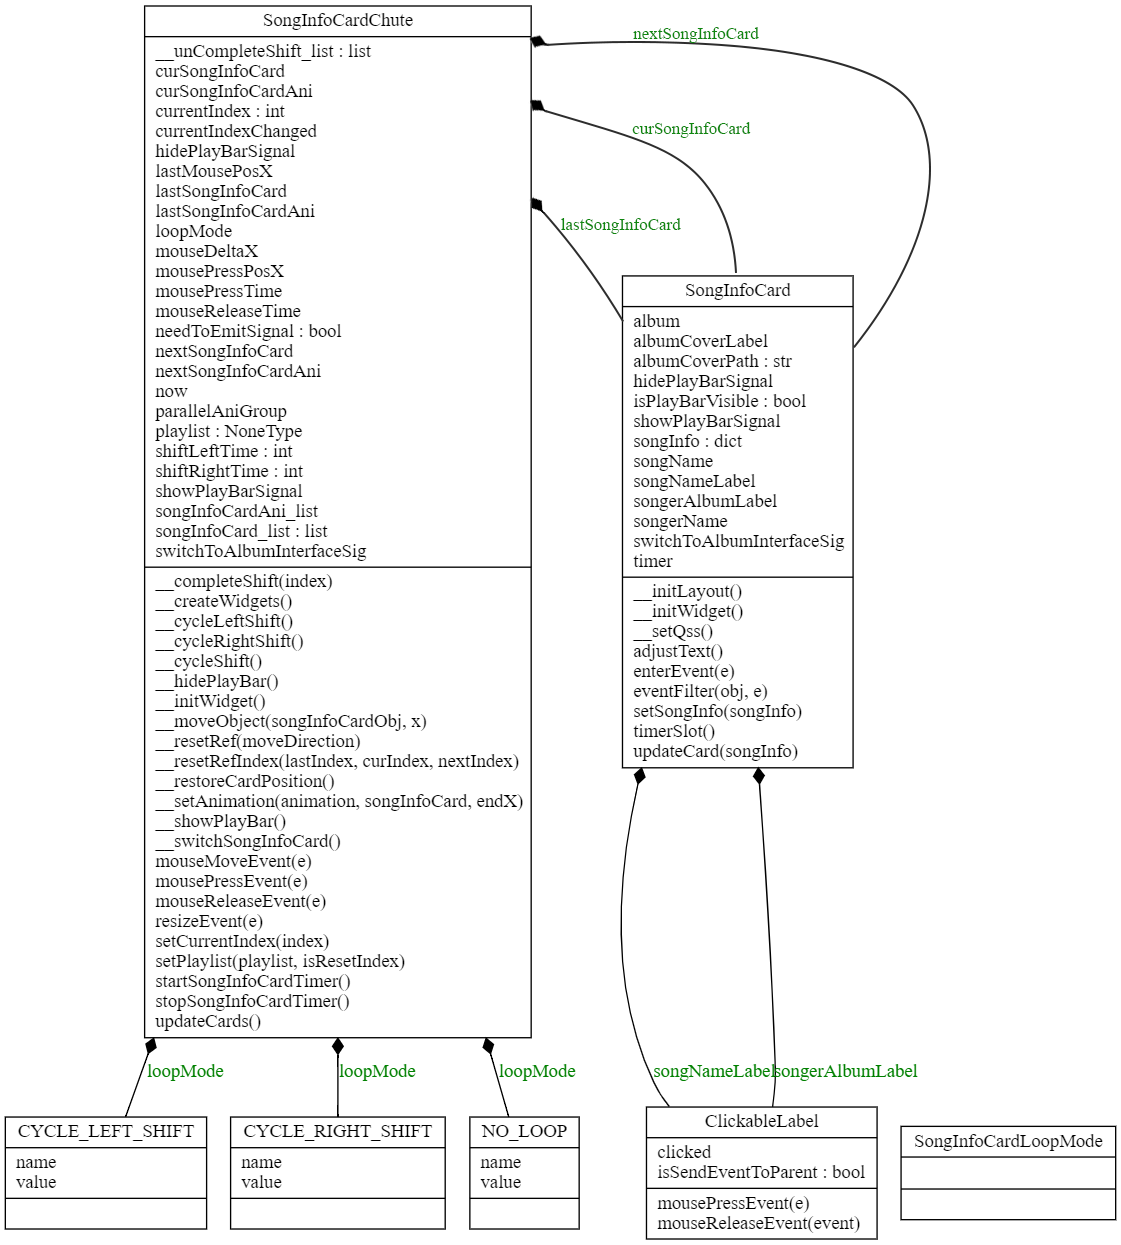 SongInfoCardChute
__unCompleteShift_list : list
curSongInfoCard
curSongInfoCardAni
currentIndex : int
currentIndexChanged
hidePlayBarSignal
lastMousePosX
lastSongInfoCard
lastSongInfoCardAni
loopMode
mouseDeltaX
mousePressPosX
mousePressTime
mouseReleaseTime
needToEmitSignal : bool
nextSongInfoCard
nextSongInfoCardAni
now
parallelAniGroup
playlist : NoneType
shiftLeftTime : int
shiftRightTime : int
showPlayBarSignal
songInfoCardAni_list
songInfoCard_list : list
switchToAlbumInterfaceSig
__completeShift(index)
__createWidgets()
__cycleLeftShift()
__cycleRightShift()
__cycleShift()
__hidePlayBar()
__initWidget()
__moveObject(songInfoCardObj, x)
__resetRef(moveDirection)
__resetRefIndex(lastIndex, curIndex, nextIndex)
__restoreCardPosition()
__setAnimation(animation, songInfoCard, endX)
__showPlayBar()
__switchSongInfoCard()
mouseMoveEvent(e)
mousePressEvent(e)
mouseReleaseEvent(e)
resizeEvent(e)
setCurrentIndex(index)
setPlaylist(playlist, isResetIndex)
startSongInfoCardTimer()
stopSongInfoCardTimer()
updateCards()
nextSongInfoCard
curSongInfoCard
lastSongInfoCard
SongInfoCard
album
albumCoverLabel
albumCoverPath : str
hidePlayBarSignal
isPlayBarVisible : bool
showPlayBarSignal
songInfo : dict
songName
songNameLabel
songerAlbumLabel
songerName
switchToAlbumInterfaceSig
timer
__initLayout()
__initWidget()
__setQss()
adjustText()
enterEvent(e)
eventFilter(obj, e)
setSongInfo(songInfo)
timerSlot()
updateCard(songInfo)
loopMode
loopMode
loopMode
songNameLabel
songerAlbumLabel
CYCLE_LEFT_SHIFT
name
value
CYCLE_RIGHT_SHIFT
name
value
NO_LOOP
name
value
ClickableLabel
clicked
isSendEventToParent : bool
mousePressEvent(e)
mouseReleaseEvent(event)
SongInfoCardLoopMode